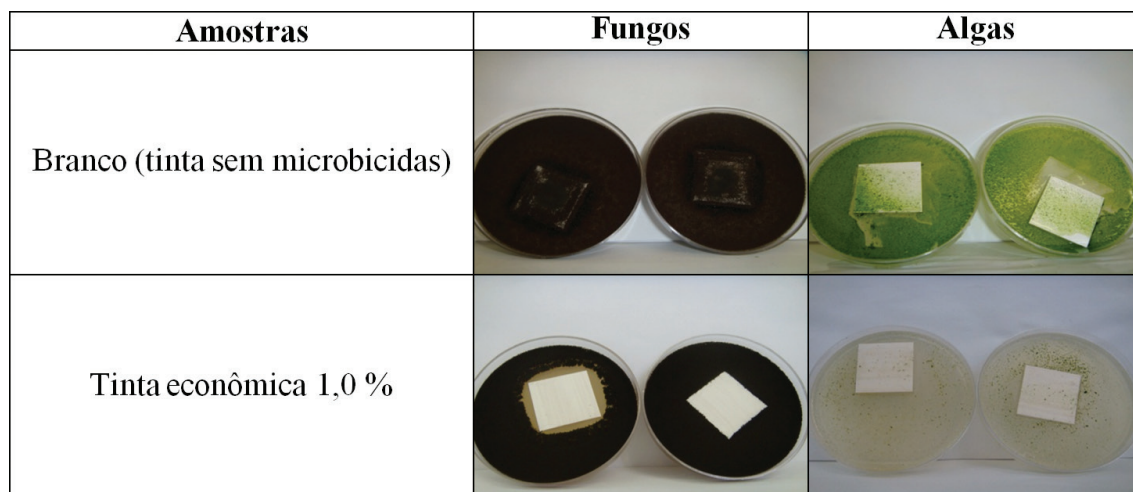 Amostras
Fungos
Algas
Branco (tinta sem microbicidas)
Tinta econômica 1,0 %